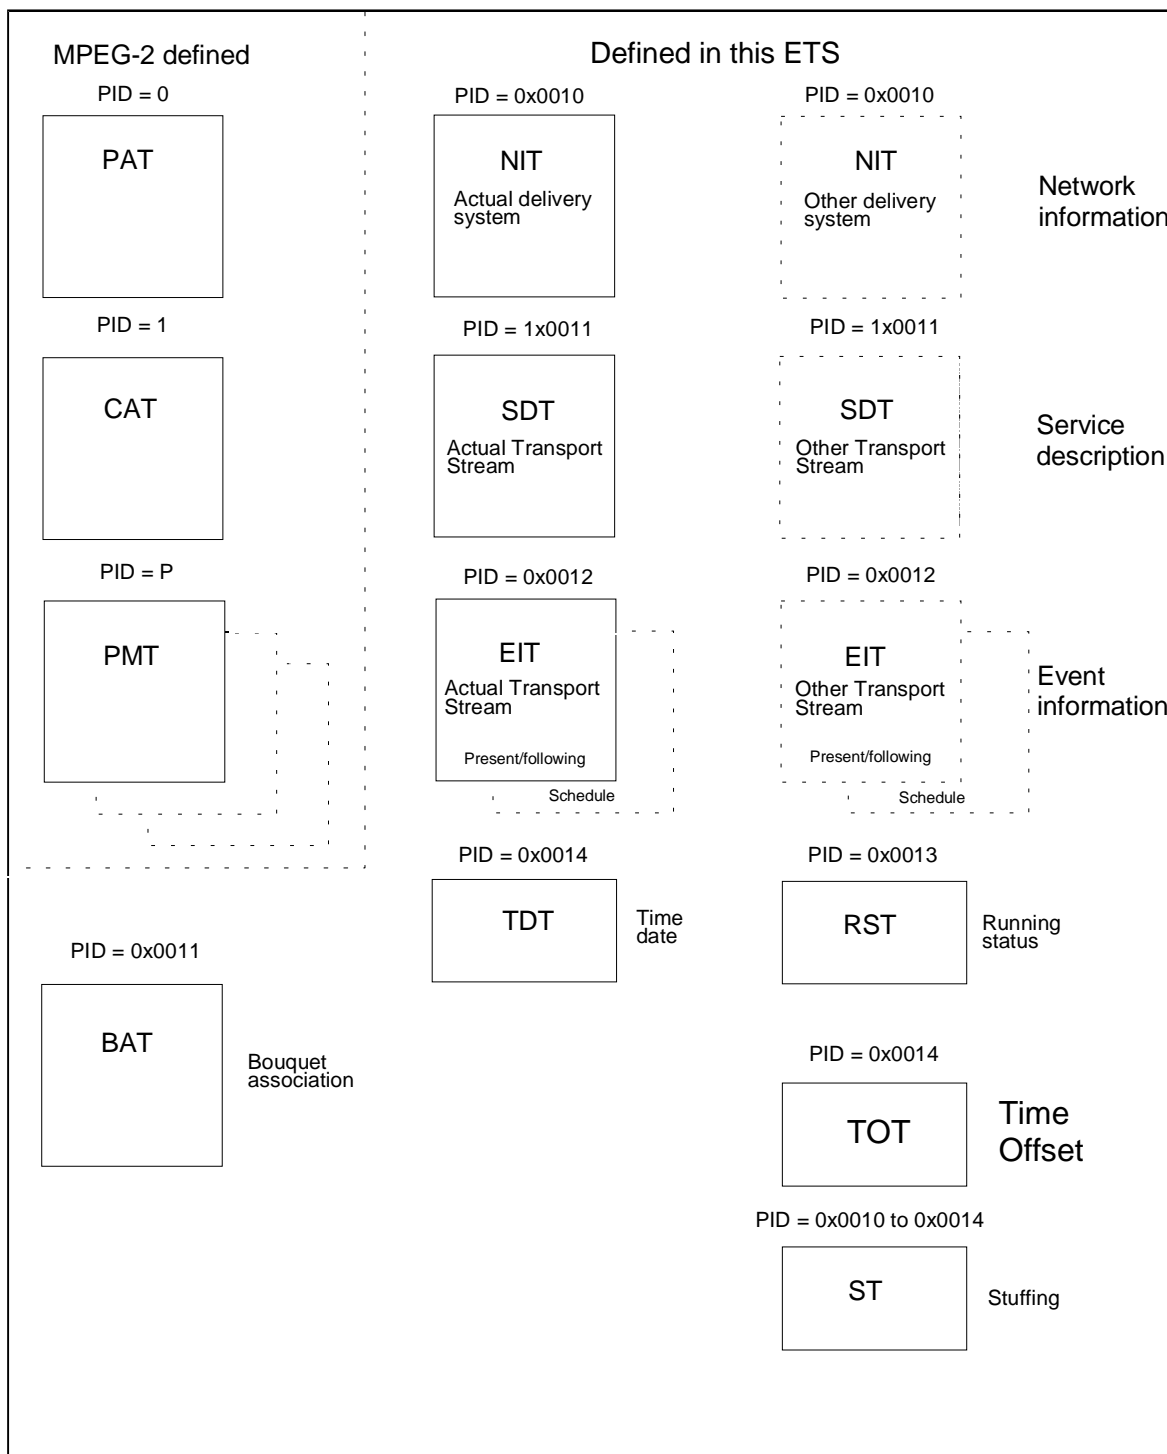 MPEG-2 defined
Defined in this ETS
PID = 0
PID = 0x0010
PID = 0x0010
PAT
NIT
Actual delivery
system
NIT
Other delivery
system
Network
information
PID = 1
PID = 1x0011
PID = 1x0011
CAT
SDT
Actual Transport
Stream
SDT
Other Transport
Stream
Service
description
PID = P
PID = 0x0012
PID = 0x0012
PMT
EIT
Actual Transport
Stream
Present/following
Schedule
EIT
Other Transport
Stream
Present/following
Schedule
Event
information
PID = 0x0014
TDT
Time
date
PID = 0x0013
RST
Running
status
PID = 0x0011
BAT
Bouquet
association
PID = 0x0014
TOT
Time
Offset
PID = 0x0010 to 0x0014
ST
Stuffing